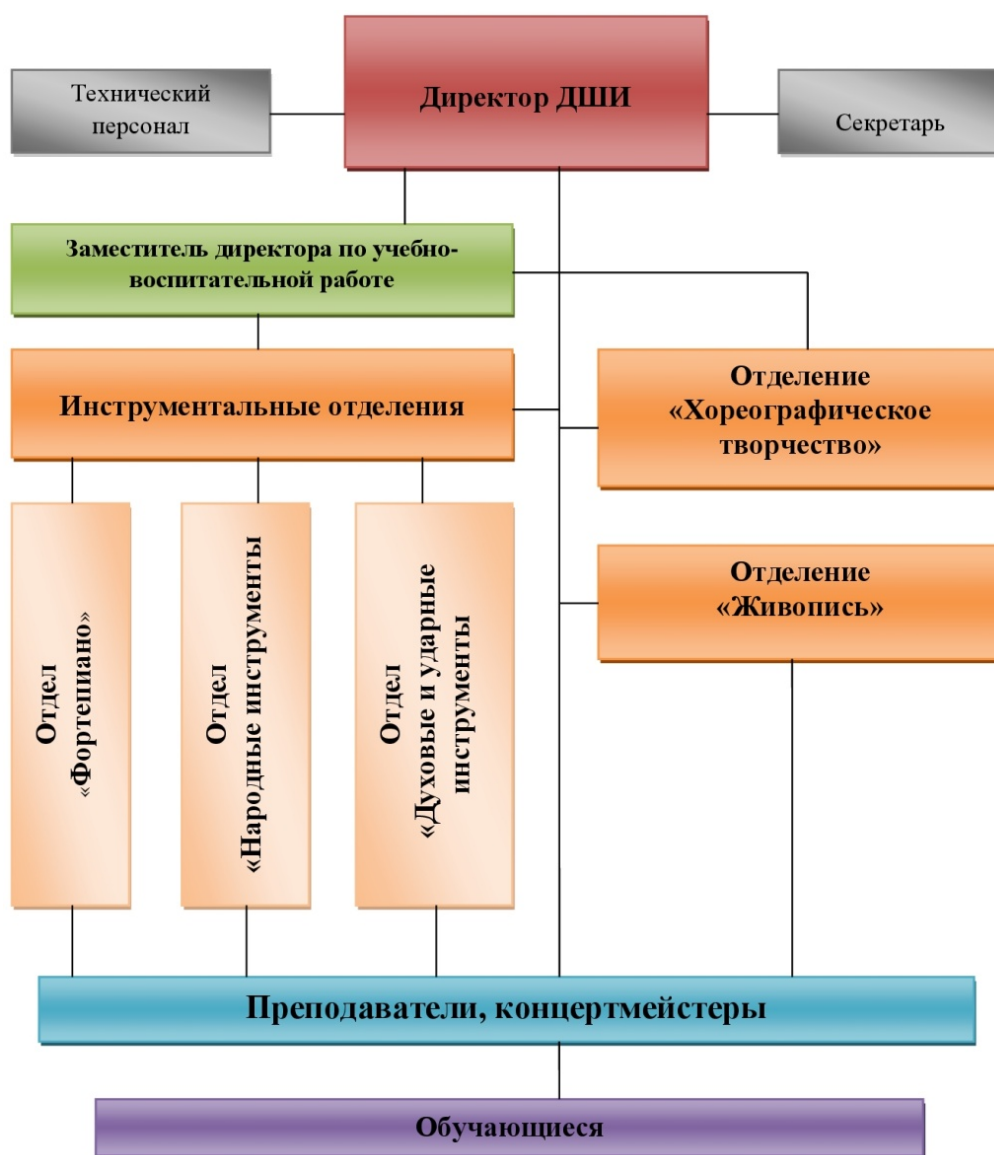 Директор ДШИ
Технический
персонал
Секретарь
Заместитель директора по учебно-
воспитательной работе
Инструментальные отделения
Отделение
«Хореографическое
творчество»
Отделение
«Живопись»
Отдел
«Фортепиано»
Отдел
«Народные инструменты
Отдел
«Духовые и ударные
инструменты
Преподаватели, концертмейстеры
Обучающиеся